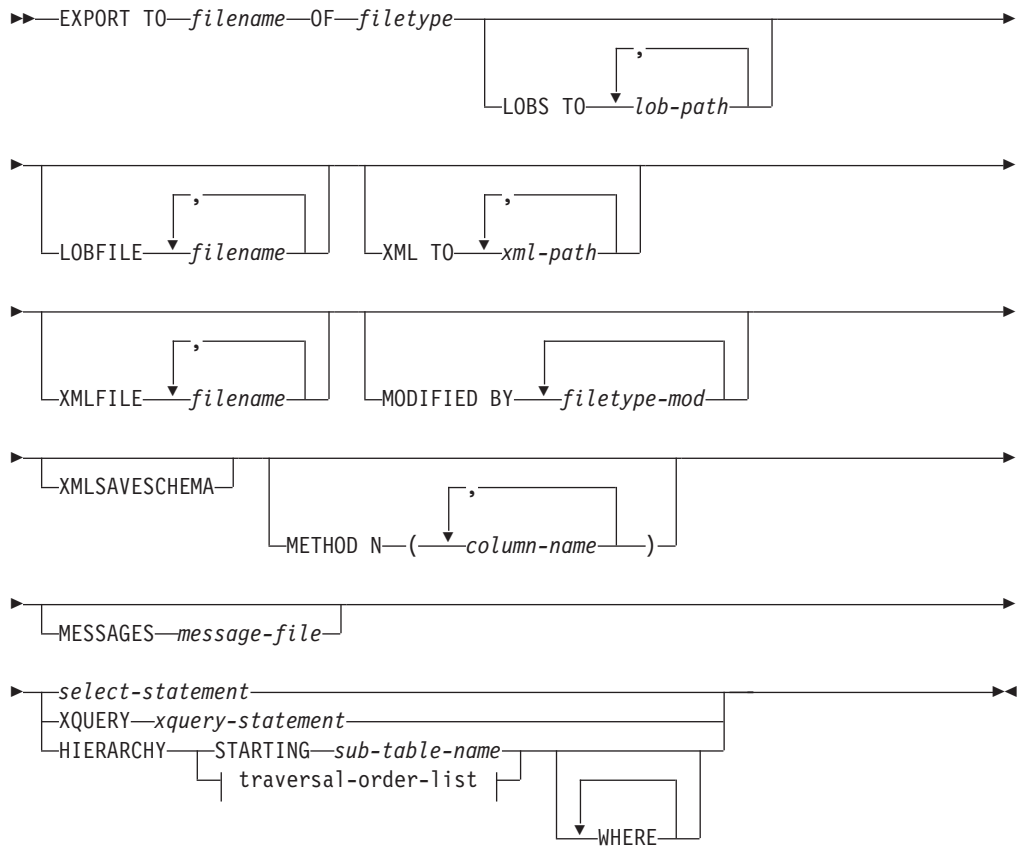 EXPORT TO filename OF filetype
,
LOBS TO lob-path
, ,
LOBFILE filename XML TO xml-path
,
XMLFILE filename MODIFIED BY filetype-mod
XMLSAVESCHEMA
,
METHOD N ( column-name )
MESSAGES message-file
select-statement
XQUERY xquery-statement
HIERARCHY STARTING sub-table-name
traversal-order-list
WHERE